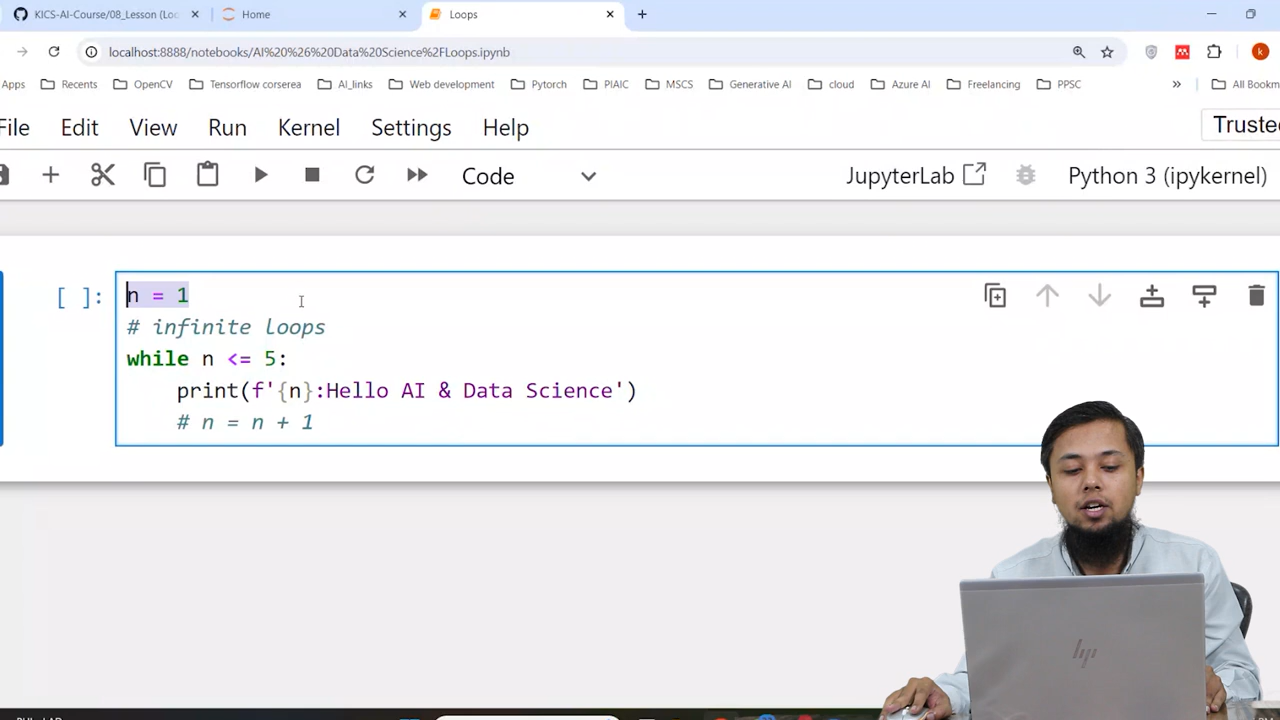 KICS-AI-Course/08_Lesson (Loc
Home
Loops
localhost:8888/notebooks/AI%20%26%20Data%20Science%2FLoops.ipynb
Apps
Recents
OpenCV
Tensorflow corserea
AI_links
Web development
Pytorch
PIAIC
MSCS
Generative AI
cloud
Azure AI
Freelancing
PPSC
»
All Bookm
File Edit View Run Kernel Settings Help
Truste
Code
JupyterLab
Python 3 (ipykernel)
[ ]:
n = 1
# infinite loops
while n <= 5:
print(f'{n}:Hello AI & Data Science')
# n = n + 1
hp